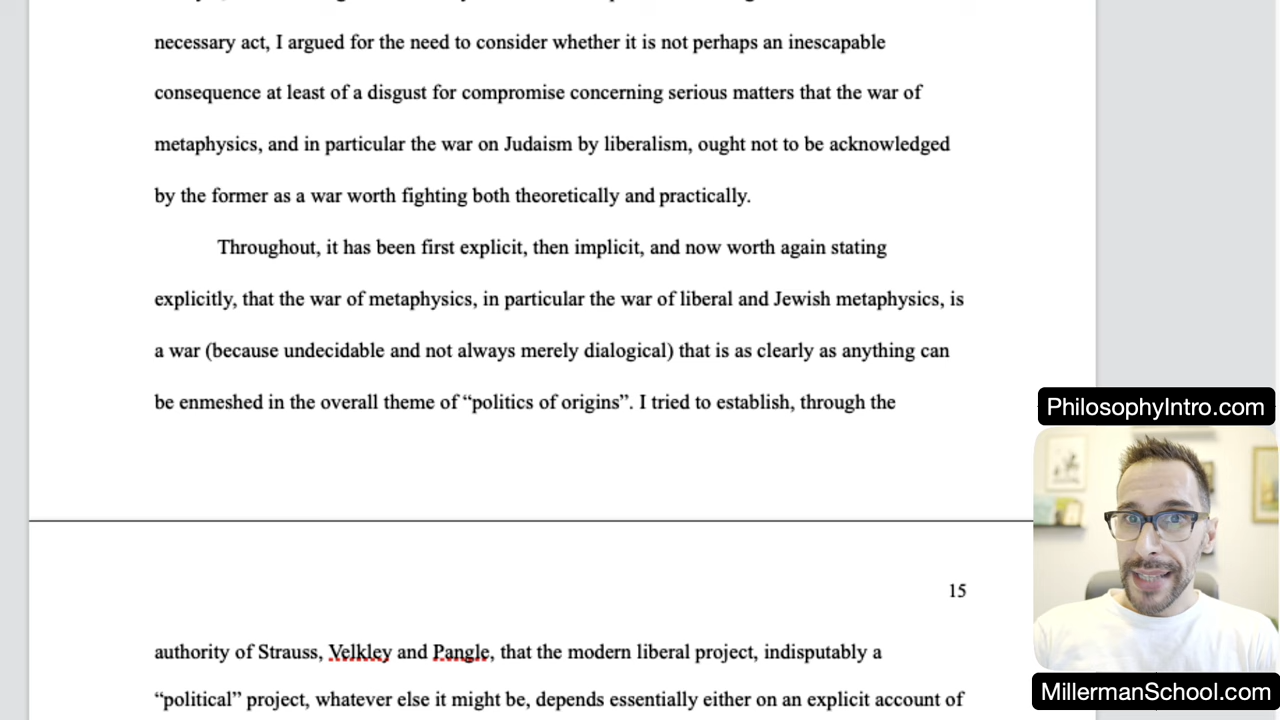 necessary act, I argued for the need to consider whether it is not perhaps an inescapable
consequence at least of a disgust for compromise concerning serious matters that the war of
metaphysics, and in particular the war on Judaism by liberalism, ought not to be acknowledged
by the former as a war worth fighting both theoretically and practically.
Throughout, it has been first explicit, then implicit, and now worth again stating
explicitly, that the war of metaphysics, in particular the war of liberal and Jewish metaphysics, is
a war (because undecidable and not always merely dialogical) that is as clearly as anything can
be enmeshed in the overall theme of “politics of origins”. I tried to establish, through the
PhilosophyIntro.com
15
authority of Strauss, Velkley and Pangle, that the modern liberal project, indisputably a
“political” project, whatever else it might be, depends essentially either on an explicit account of
MillermanSchool.com